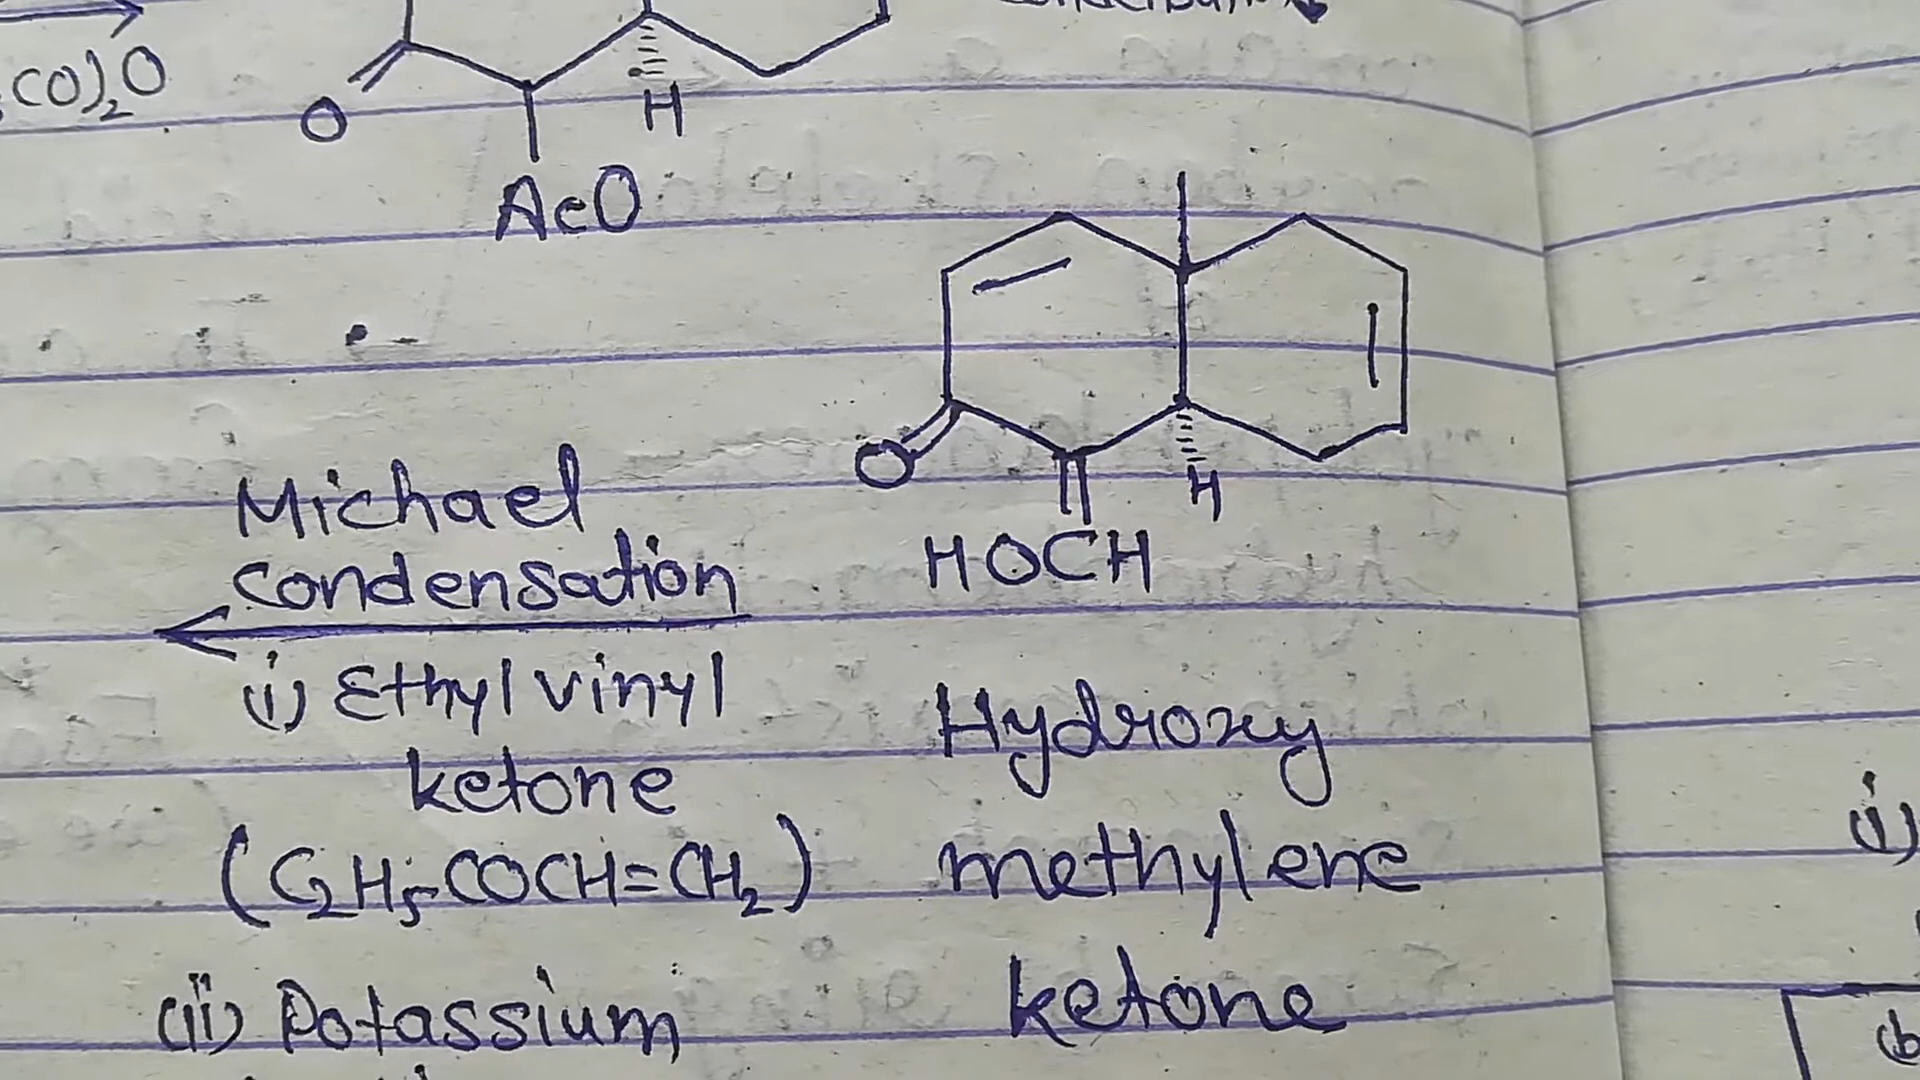 CO)₂O
O
H
AcO
O
H
HOCH
Michael
condensation
(i) Ethyl vinyl
ketone
(C₂H₅COCH=CH₂)
(ii) Potassium
Hydroxy
methylene
ketone
(i)
(b